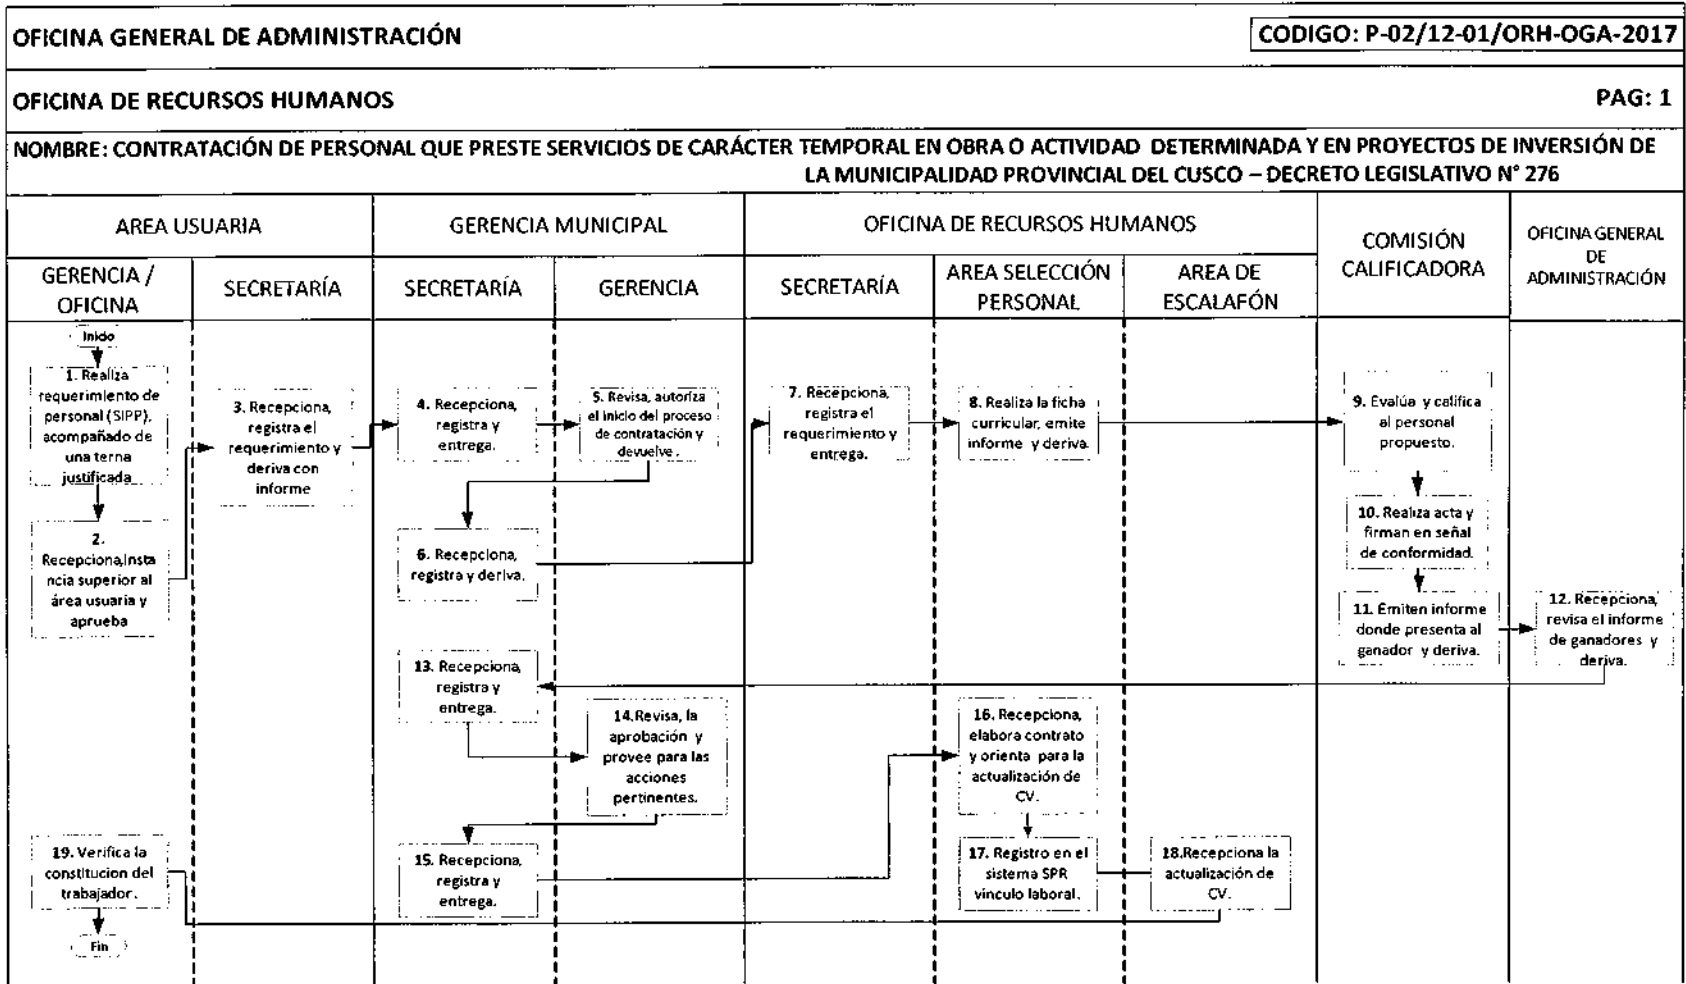 OFICINA GENERAL DE ADMINISTRACIÓN
CODIGO: P-02/12-01/ORH-OGA-2017
OFICINA DE RECURSOS HUMANOS
PAG: 1
NOMBRE: CONTRATACIÓN DE PERSONAL QUE PRESTE SERVICIOS DE CARÁCTER TEMPORAL EN OBRA O ACTIVIDAD DETERMINADA Y EN PROYECTOS DE INVERSIÓN DE
LA MUNICIPALIDAD PROVINCIAL DEL CUSCO – DECRETO LEGISLATIVO N° 276
AREA USUARIA
GERENCIA MUNICIPAL
OFICINA DE RECURSOS HUMANOS
COMISIÓN
CALIFICADORA
OFICINA GENERAL
DE
ADMINISTRACIÓN
GERENCIA /
OFICINA
SECRETARÍA
SECRETARÍA
GERENCIA
SECRETARÍA
AREA SELECCIÓN
PERSONAL
AREA DE
ESCALAFÓN
Inicio
1. Realiza
requerimiento de
personal (SIPP),
acompañado de
una terna
justificada
2.
Recepciona,Insta
ncia superior al
área usuaria y
aprueba
3. Recepciona,
registra el
requerimiento y
deriva con
informe
4. Recepciona,
registra y
entrega.
5. Revisa, autoriza
el inicio del proceso
de contratación y
devuelve .
6. Recepciona,
registra y deriva.
7. Recepciona,
registra el
requerimiento y
entrega.
8. Realiza la ficha
curricular, emite
informe y deriva.
9. Evalúa y califica
al personal
propuesto.
10. Realiza acta y
firman en señal
de conformidad.
11. Emiten informe
donde presenta al
ganador y deriva.
12. Recepciona,
revisa el informe
de ganadores y
deriva.
13. Recepciona,
registra y
entrega.
14.Revisa, la
aprobación y
provee para las
acciones
pertinentes.
15. Recepciona,
registra y
entrega.
16. Recepciona,
elabora contrato
y orienta para la
actualización de
CV.
17. Registro en el
sistema SPR
vinculo laboral.
18.Recepciona la
actualización de
CV.
19. Verifica la
constitucion del
trabajador.
Fin